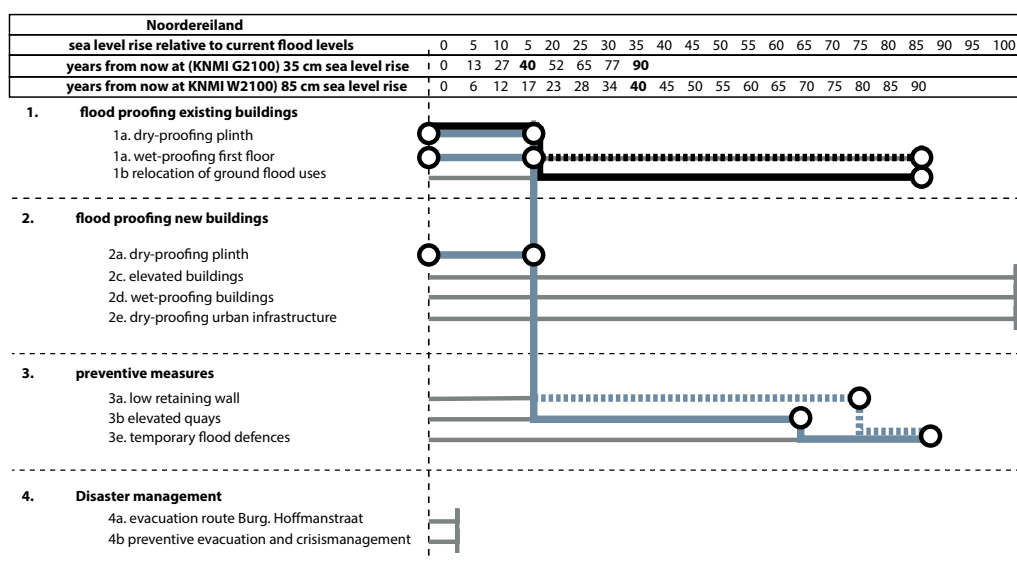 Noordereiland
sea level rise relative to current flood levels 0 5 10 5 20 25 30 35 40 45 50 55 60 65 70 75 80 85 90 95 100
years from now at (KNMI G2100) 35 cm sea level rise 0 13 27 40 52 65 77 90
years from now at KNMI W2100) 85 cm sea level rise 0 6 12 17 23 28 34 40 45 50 55 60 65 70 75 80 85 90
1. flood proofing existing buildings
1a. dry-proofing plinth
1a. wet-proofing first floor
1b relocation of ground flood uses
2. flood proofing new buildings
2a. dry-proofing plinth
2c. elevated buildings
2d. wet-proofing buildings
2e. dry-proofing urban infrastructure
3. preventive measures
3a. low retaining wall
3b elevated quays
3e. temporary flood defences
4. Disaster management
4a. evacuation route Burg. Hoffmanstraat
4b preventive evacuation and crisismanagement